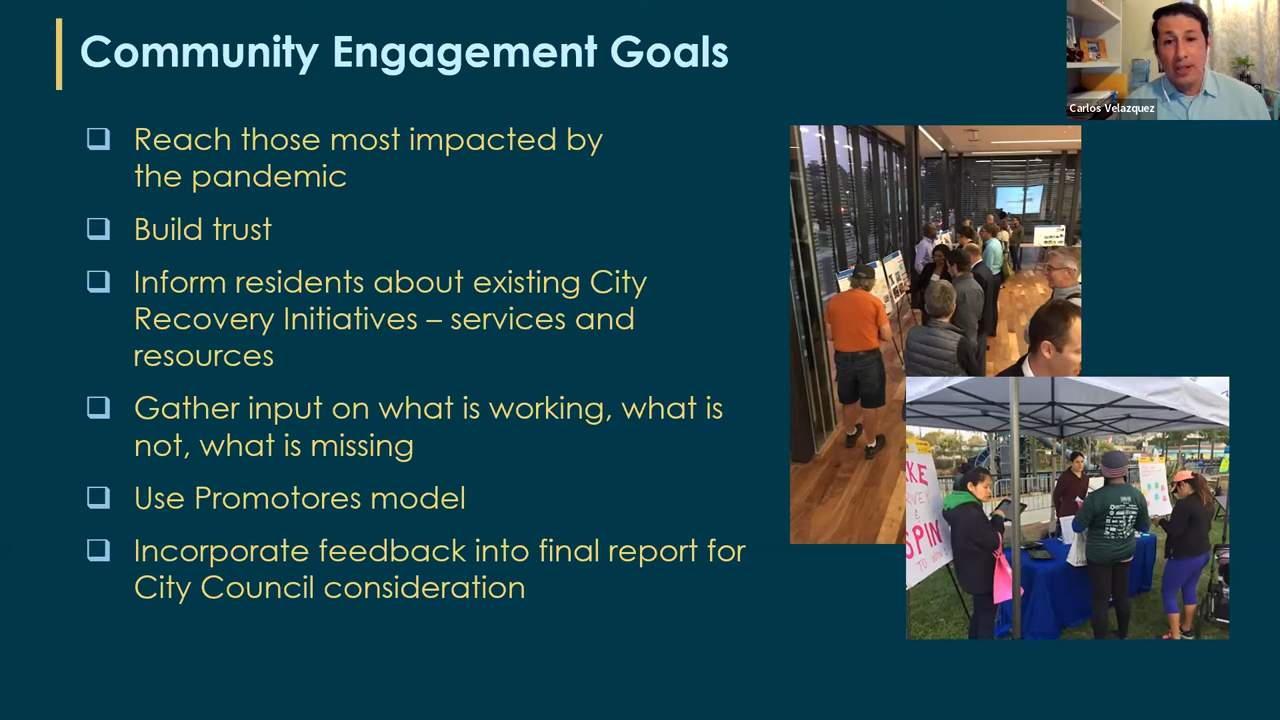 Community Engagement Goals
Carlos Velazquez
Reach those most impacted by
the pandemic
Build trust
Inform residents about existing City
Recovery Initiatives – services and
resources
Gather input on what is working, what is
not, what is missing
Use Promotores model
Incorporate feedback into final report for
City Council consideration
SPIN